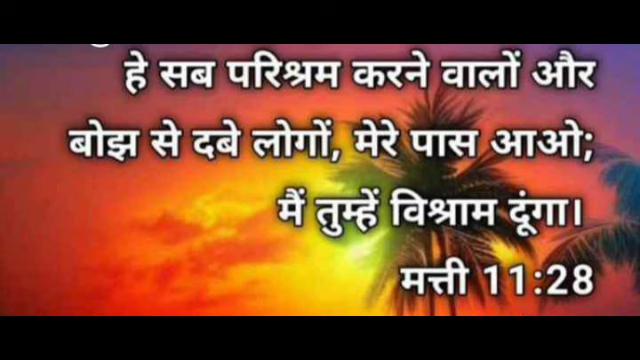 हे सब परिश्रम करने वालों और
बोझ से दबे लोगों, मेरे पास आओ;
मैं तुम्हें विश्राम दूंगा।
मत्ती 11:28